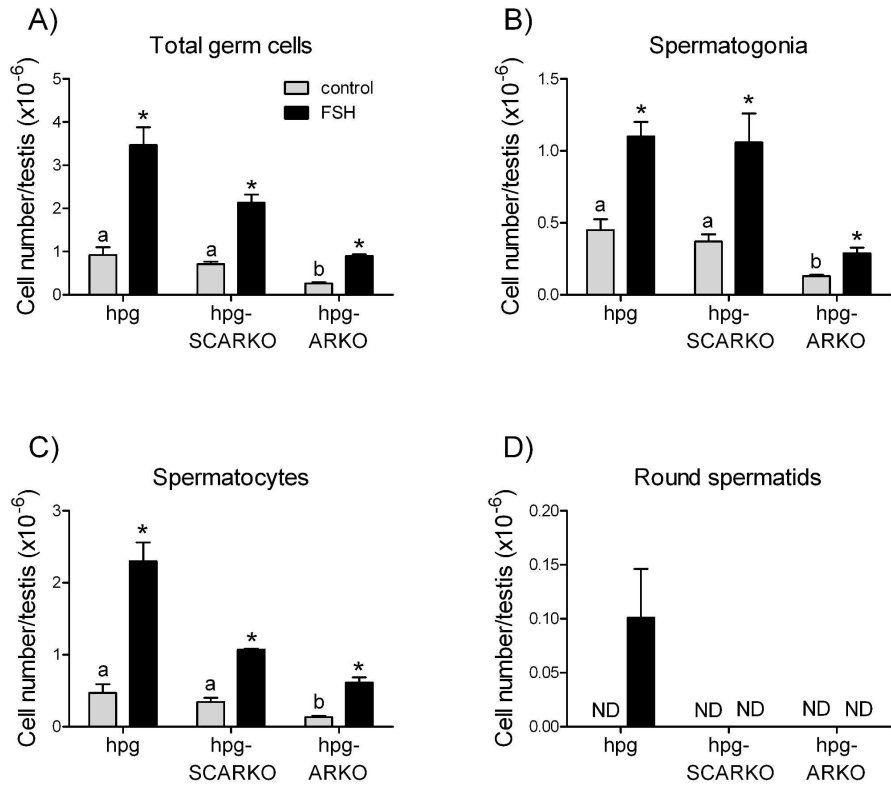 A)
Total germ cells
Cell number/testis (x10-6)
5
4
3
2
1
0
control
FSH
a
*
a
*
b
*
hpg
hpg-
SCARKO
hpg-
ARKO
B)
Spermatogonia
Cell number/testis (x10-6)
1.5
1.0
0.5
0.0
a
*
a
*
b
*
hpg
hpg-
SCARKO
hpg-
ARKO
C)
Spermatocytes
Cell number/testis (x10-6)
3
2
1
0
a
*
a
*
b
*
hpg
hpg-
SCARKO
hpg-
ARKO
D)
Round spermatids
Cell number/testis (x10-6)
0.20
0.15
0.10
0.05
0.00
ND
ND ND
ND ND
hpg
hpg-
SCARKO
hpg-
ARKO